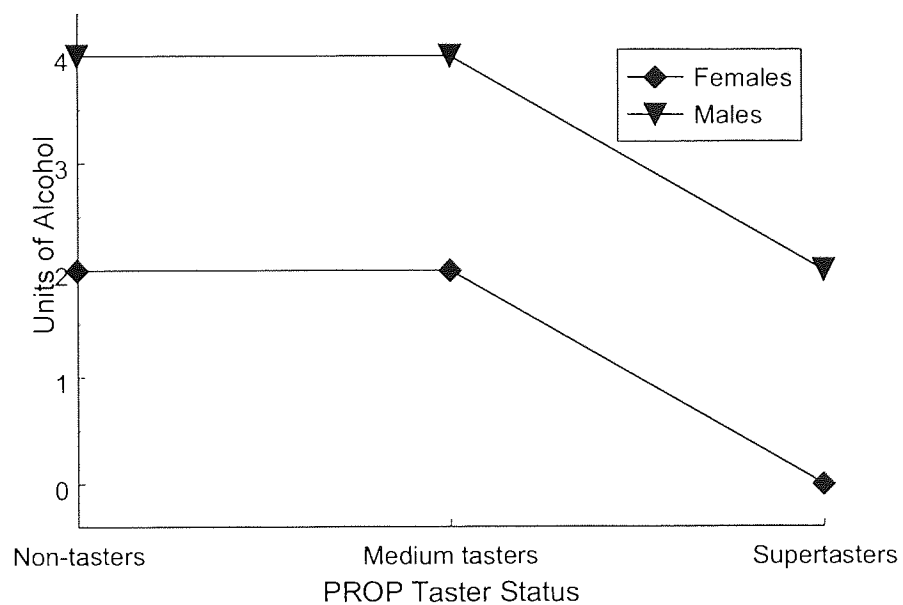 4
3
2
1
0
Units of Alcohol
Females
Males
Non-tasters
Medium tasters
Supertasters
PROP Taster Status